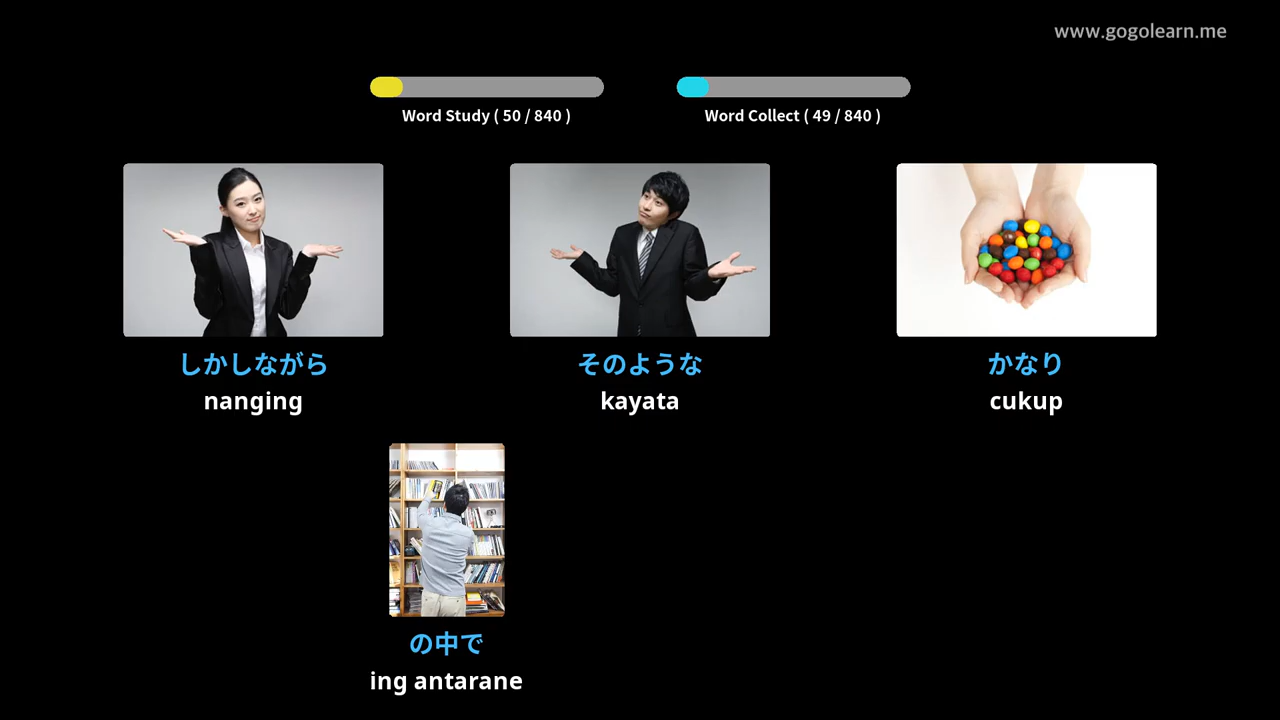 www.gogolearn.me
Word Study ( 50 / 840 )
Word Collect ( 49 / 840 )
しかしながら
nanging
そのような
kayata
かなり
cukup
の中で
ing antarane